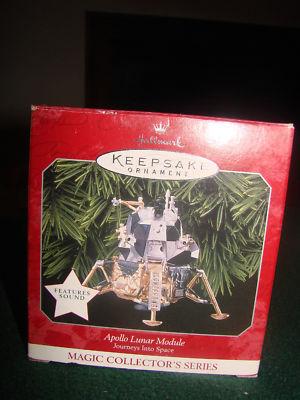 Hallmark
KEEPSAKE
ORNAMENT
FEATURES
SOUND
Apollo Lunar Module
Journeys Into Space
MAGIC COLLECTOR'S SERIES